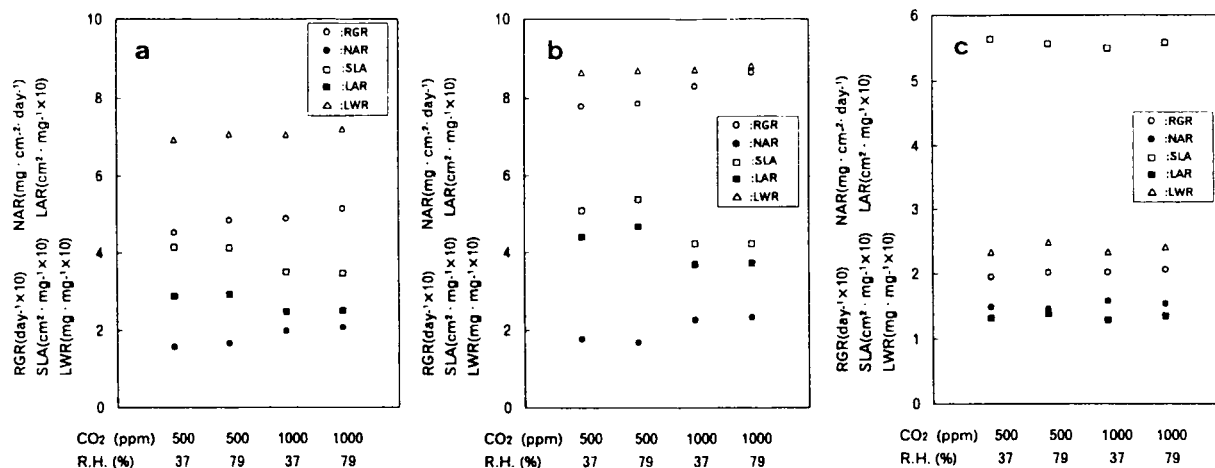 a
10
8
6
4
2
0
○ :RGR
● :NAR
□ :SLA
■ :LAR
△ :LWR
NAR(mg · cm-² · day-¹) LAR(cm² · mg-¹×10)
RGR(day-¹×10)
SLA(cm² · mg-¹×10)
LWR(mg · mg-¹×10)
b
10
8
6
4
2
0
○ :RGR
● :NAR
□ :SLA
■ :LAR
△ :LWR
NAR(mg · cm-² · day-¹) LAR(cm² · mg-¹×10)
RGR(day-¹×10)
SLA(cm² · mg-¹×10)
LWR(mg · mg-¹×10)
c
6
5
4
3
2
1
0
○ :RGR
● :NAR
□ :SLA
■ :LAR
△ :LWR
NAR(mg · cm-² · day-¹) LAR(cm² · mg-¹×10)
RGR(day-¹×10)
SLA(cm² · mg-¹×10)
LWR(mg · mg-¹×10)
CO₂ (ppm) 500 500 1000 1000
R.H. (%) 37 79 37 79
CO₂ (ppm) 500 500 1000 1000
R.H. (%) 37 79 37 79
CO₂ (ppm) 500 500 1000 1000
R.H. (%) 37 79 37 79